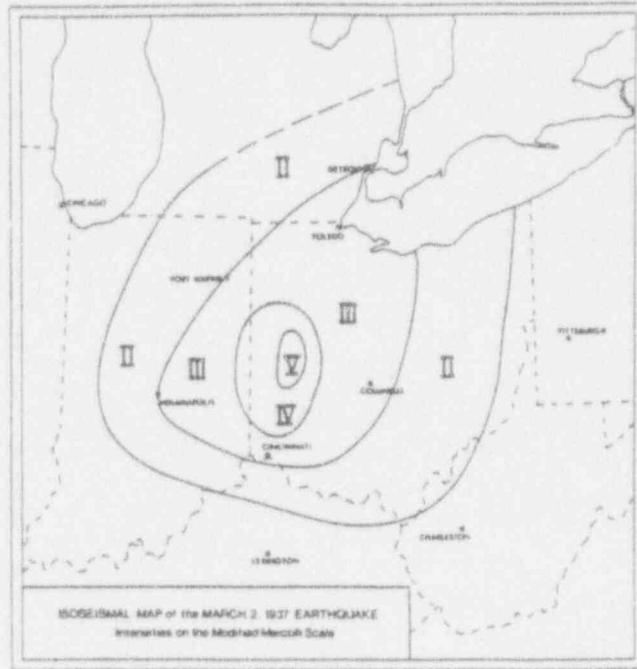 II
DETROIT
CHICAGO
TOLEDO
FORT WAYNE
III
PITTSBURGH
II
III
V
II
COLUMBUS
INDIANAPOLIS
IV
CINCINNATI
CHARLESTON
LEXINGTON
ISOSEISMAL MAP of the MARCH 2, 1937 EARTHQUAKE
Intensities on the Modified Mercalli Scale